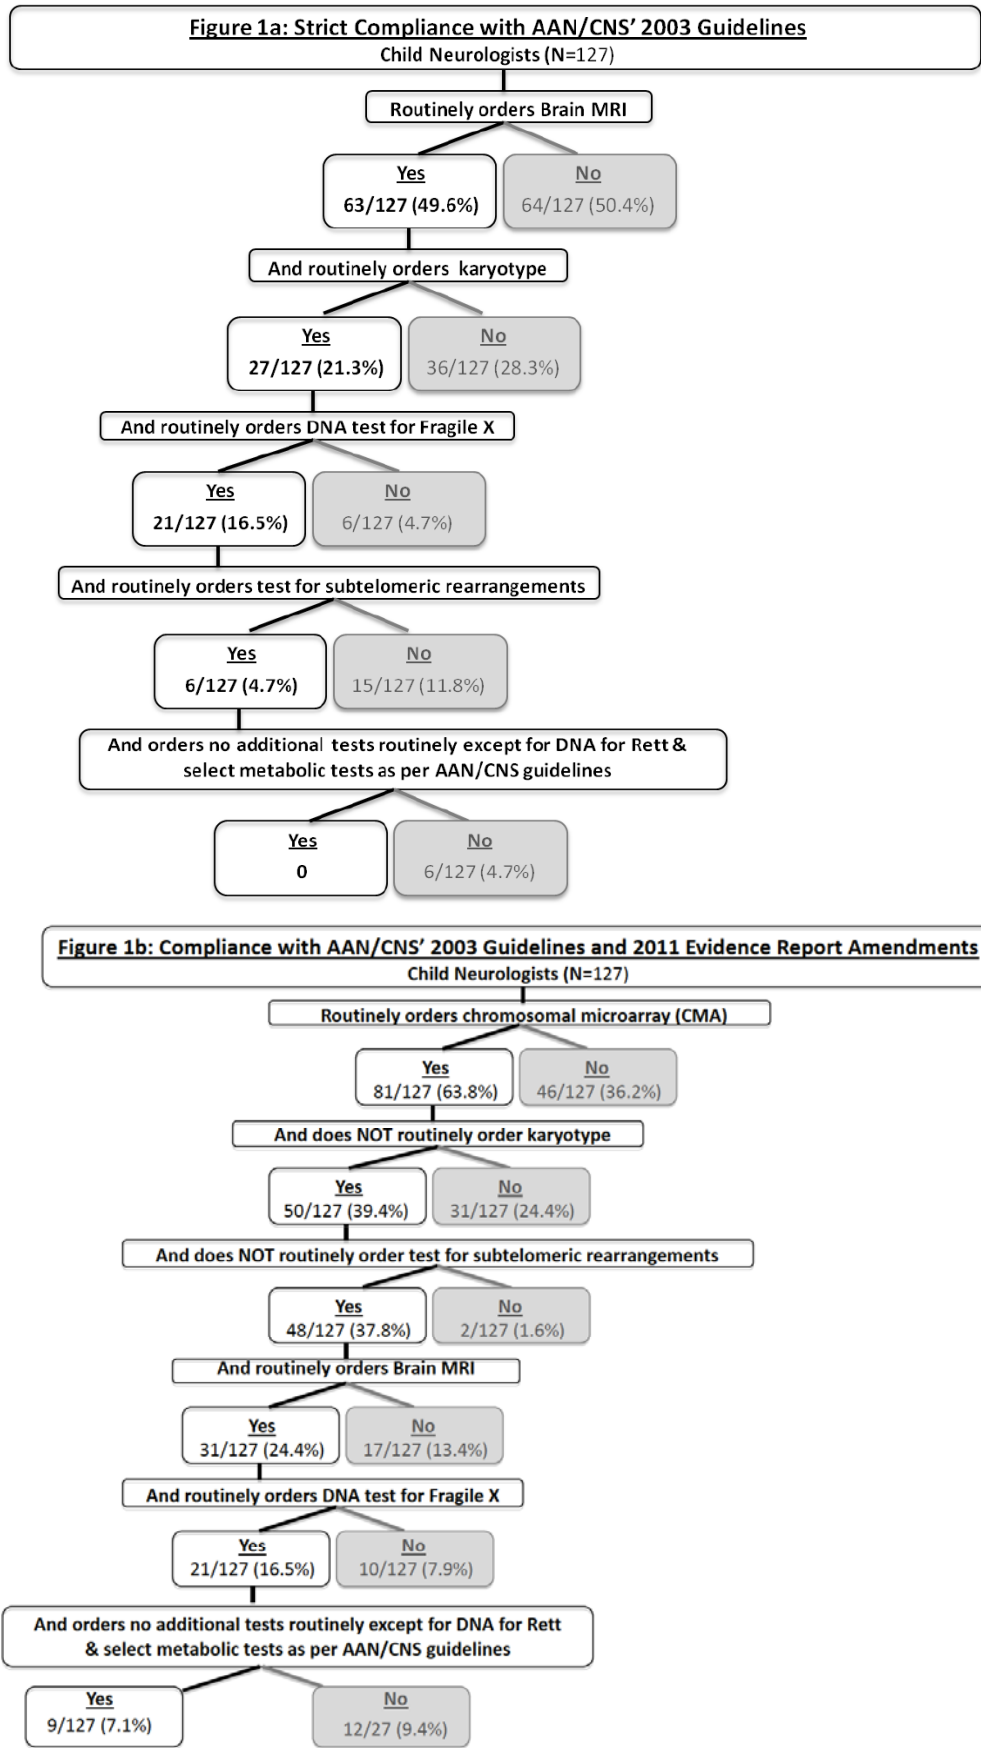 Figure 1a: Strict Compliance with AAN/CNS' 2003 Guidelines
Child Neurologists (N=127)
Routinely orders Brain MRI
Yes
63/127 (49.6%)
No
64/127 (50.4%)
And routinely orders karyotype
Yes
27/127 (21.3%)
No
36/127 (28.3%)
And routinely orders DNA test for Fragile X
Yes
21/127 (16.5%)
No
6/127 (4.7%)
And routinely orders test for subtelomeric rearrangements
Yes
6/127 (4.7%)
No
15/127 (11.8%)
And orders no additional tests routinely except for DNA for Rett &
select metabolic tests as per AAN/CNS guidelines
Yes
0
No
6/127 (4.7%)
Figure 1b: Compliance with AAN/CNS' 2003 Guidelines and 2011 Evidence Report Amendments
Child Neurologists (N=127)
Routinely orders chromosomal microarray (CMA)
Yes
81/127 (63.8%)
No
46/127 (36.2%)
And does NOT routinely order karyotype
Yes
50/127 (39.4%)
No
31/127 (24.4%)
And does NOT routinely order test for subtelomeric rearrangements
Yes
48/127 (37.8%)
No
2/127 (1.6%)
And routinely orders Brain MRI
Yes
31/127 (24.4%)
No
17/127 (13.4%)
And routinely orders DNA test for Fragile X
Yes
21/127 (16.5%)
No
10/127 (7.9%)
And orders no additional tests routinely except for DNA for Rett
& select metabolic tests as per AAN/CNS guidelines
Yes
9/127 (7.1%)
No
12/27 (9.4%)